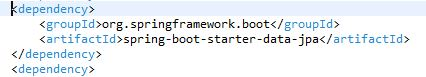 <dependency>
    <groupId>org.springframework.boot</groupId>
    <artifactId>spring-boot-starter-data-jpa</artifactId>
</dependency>
<dependency>